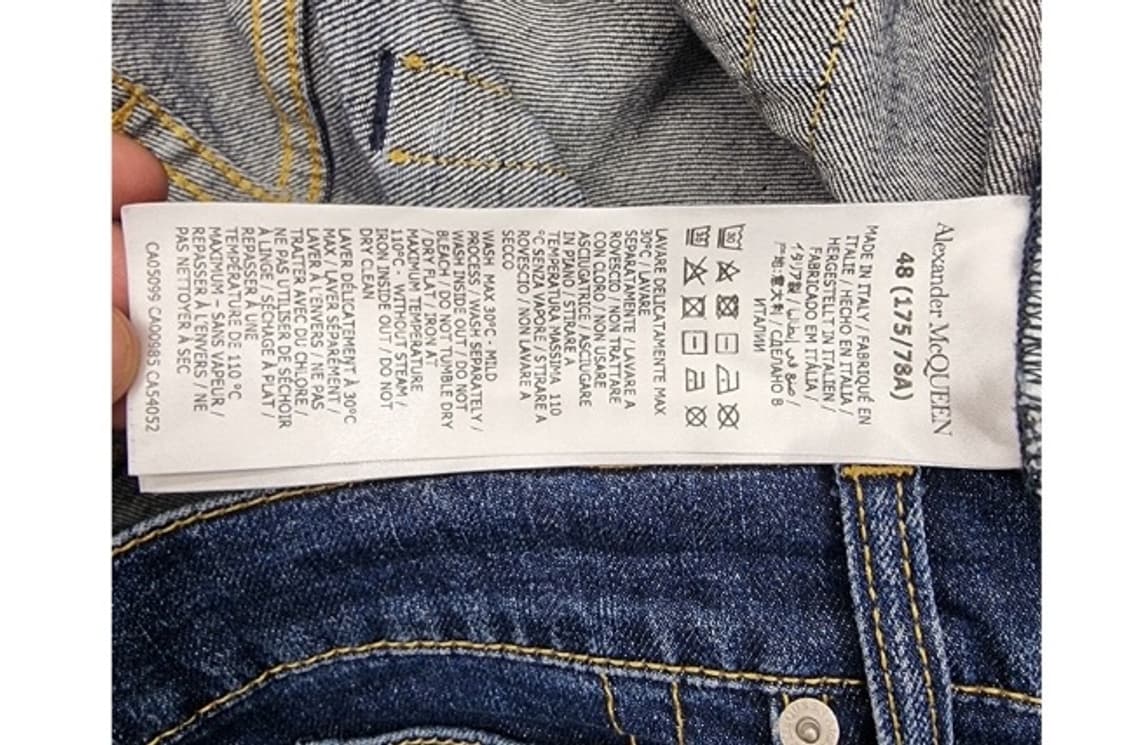 Alexander McQUEEN
48 (175/78A)
MADE IN ITALY / FABRIQUÉ EN
ITALIE / HECHO EN ITALIA /
HERGESTELLT IN ITALIEN /
FABRICADO EM ITÁLIA /
イタリア製 / صنع في إيطاليا /
产地:意大利 / СДЕЛАНО В
ИТАЛИИ
30
30
LAVARE DELICATAMENTE MAX
30°C / LAVARE
SEPARATAMENTE / LAVARE A
ROVESCIO / NON TRATTARE
CON CLORO / NON USARE
ASCIUGATRICE / ASCIUGARE
IN PIANO / STIRARE A
TEMPERATURA MASSIMA 110
°C SENZA VAPORE / STIRARE A
ROVESCIO / NON LAVARE A
SECCO
WASH MAX 30°C - MILD
PROCESS / WASH SEPARATELY /
WASH INSIDE OUT / DO NOT
BLEACH / DO NOT TUMBLE DRY
/ DRY FLAT / IRON AT
MAXIMUM TEMPERATURE
110°C - WITHOUT STEAM /
IRON INSIDE OUT / DO NOT
DRY CLEAN
LAVER DÉLICATEMENT À 30°C
MAX / LAVER SÉPARÉMENT /
LAVER À L'ENVERS / NE PAS
TRAITER AVEC DU CHLORE /
NE PAS UTILISER DE SÉCHOIR
À LINGE / SÉCHAGE À PLAT /
REPASSER À UNE
TEMPÉRATURE DE 110 °C
MAXIMUM - SANS VAPEUR /
REPASSER À L'ENVERS / NE
PAS NETTOYER À SEC
CA05099 CA00085 CA54052